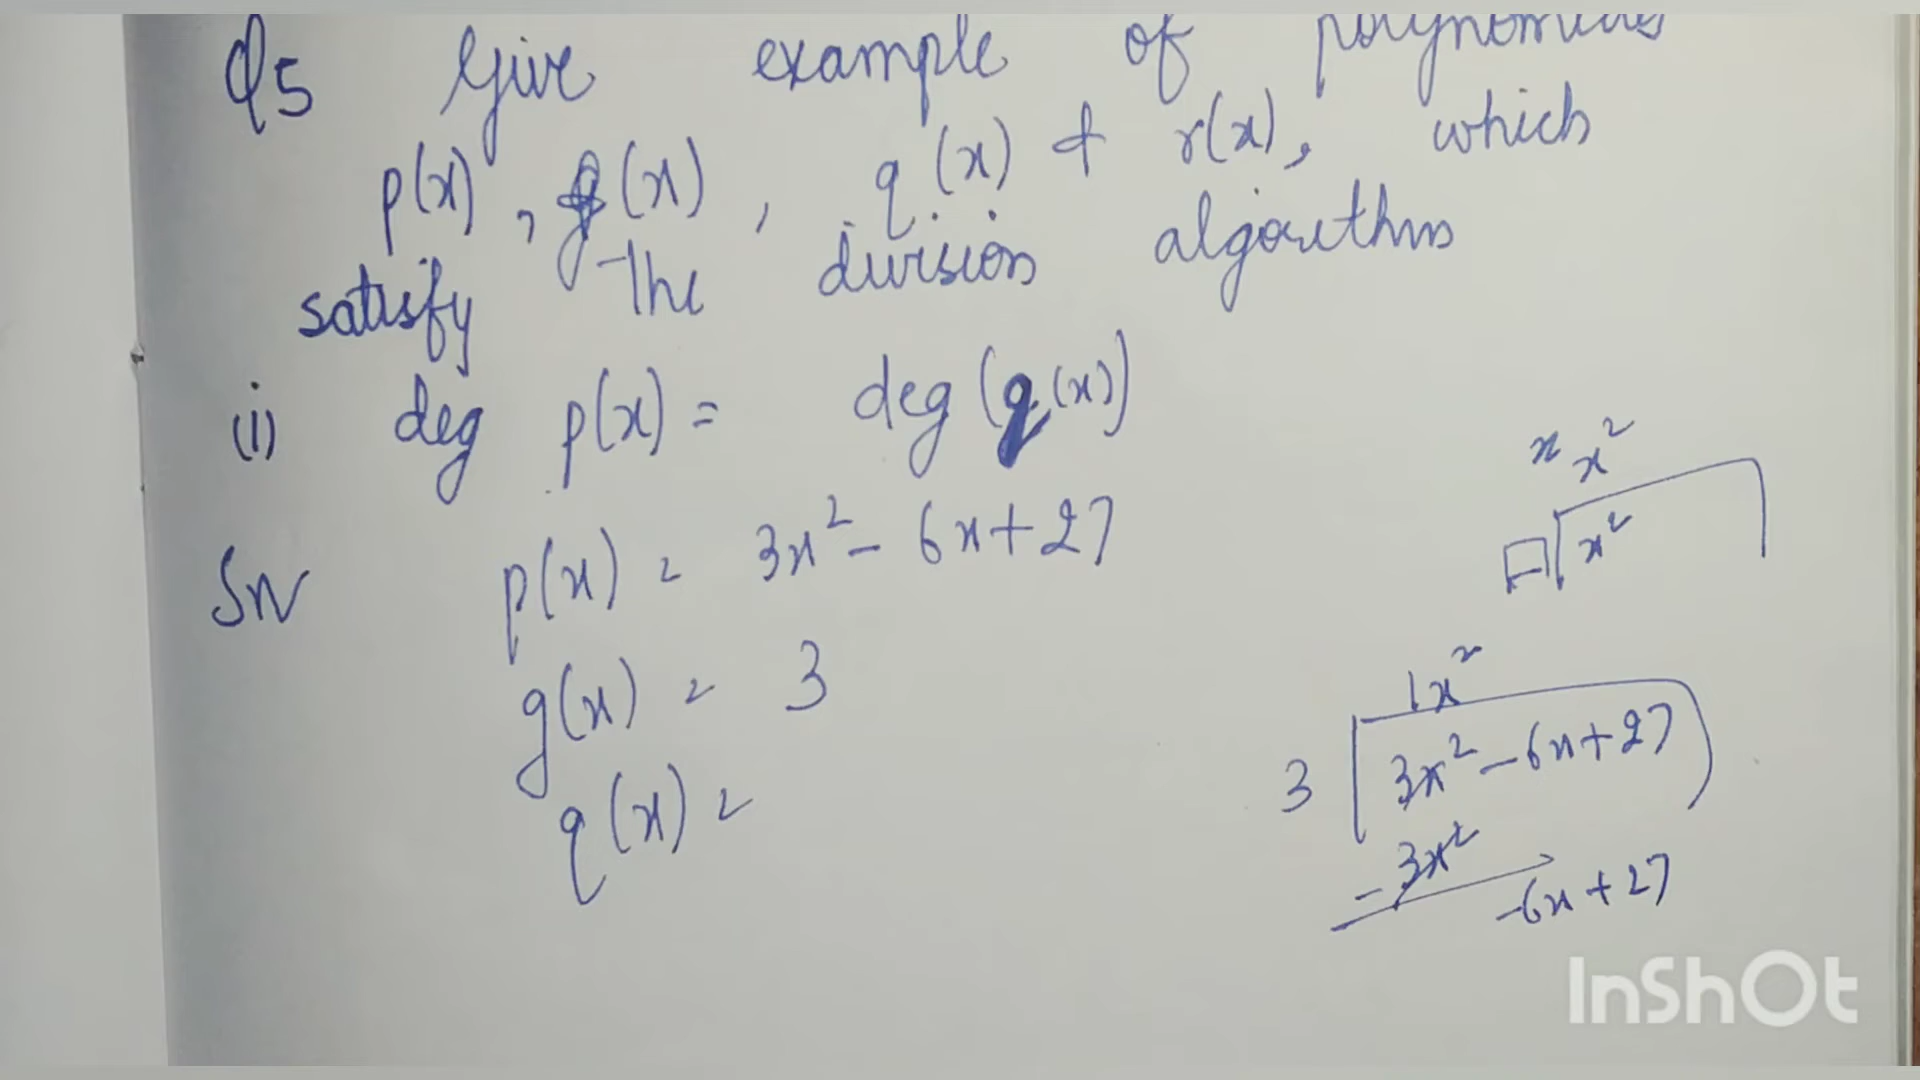 Q5 Give example of polynomials
p(x), g(x), q(x) & r(x), which
satisfy the division algorithm
(i) deg p(x) = deg (q(x))
x x²
x²
Sol p(x) = 3x² - 6x + 27
g(x) = 3
q(x) =
1x²
3 3x² - 6x + 27
- 3x²
-6x + 27
InShOt